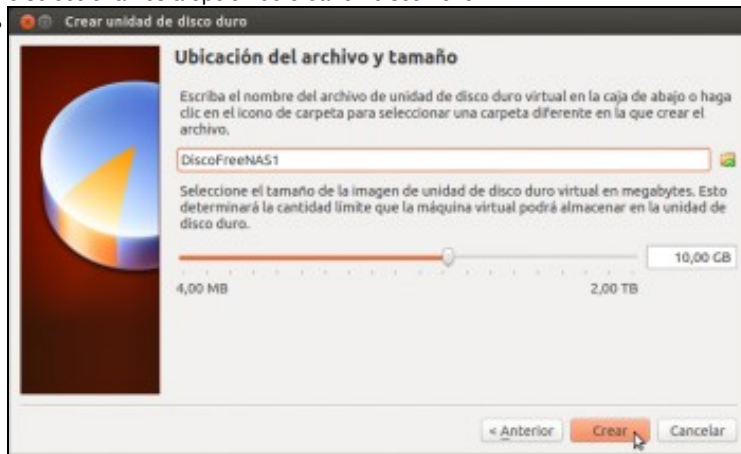 Crear unidad de disco duro
Ubicación del archivo y tamaño
Escriba el nombre del archivo de unidad de disco duro virtual en la caja de abajo o haga
clic en el icono de carpeta para seleccionar una carpeta diferente en la que crear el
archivo.
DiscoFreeNAS1
Seleccione el tamaño de la imagen de unidad de disco duro virtual en megabytes. Esto
determinará la cantidad límite que la máquina virtual podrá almacenar en la unidad de
disco duro.
10,00 GB
4,00 MB 2,00 TB
< Anterior Crear Cancelar